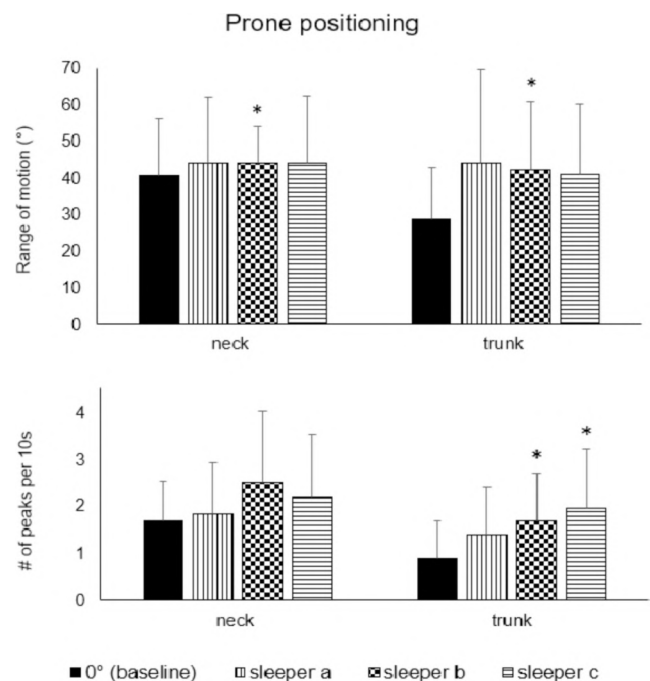 Prone positioning
Range of motion (°)
70
60
50
40
30
20
10
0
*
*
neck
trunk
# of peaks per 10s
4
3
2
1
0
*
*
neck
trunk
0° (baseline)
sleeper a
sleeper b
sleeper c